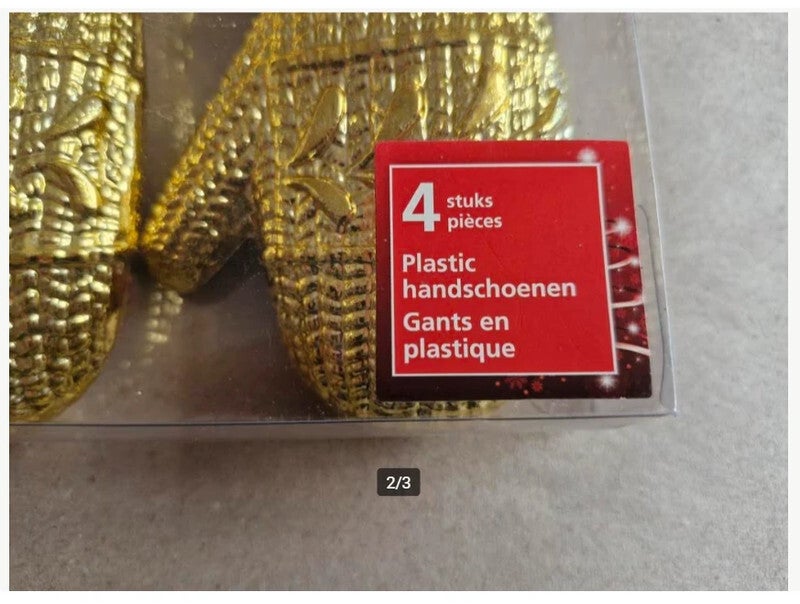 4 stuks
pièces
Plastic
handschoenen
Gants en
plastique
2/3